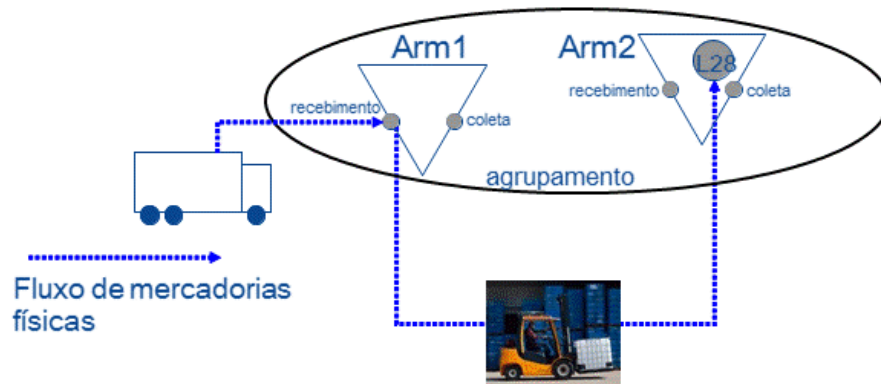 Arm1
Arm2
L28
recebimento
coleta
recebimento
coleta
agrupamento
Fluxo de mercadorias
físicas